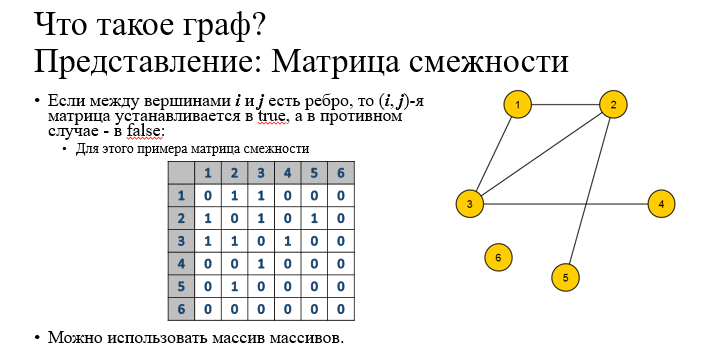 Что такое граф?
Представление: Матрица смежности
• Если между вершинами i и j есть ребро, то (i, j)-я
матрица устанавливается в true, а в противном
случае - в false:
• Для этого примера матрица смежности
1 2 3 4 5 6
1 0 1 1 0 0 0
2 1 0 1 0 1 0
3 1 1 0 1 0 0
4 0 0 1 0 0 0
5 0 1 0 0 0 0
6 0 0 0 0 0 0
• Можно использовать массив массивов.
1 2
3 4
6
5